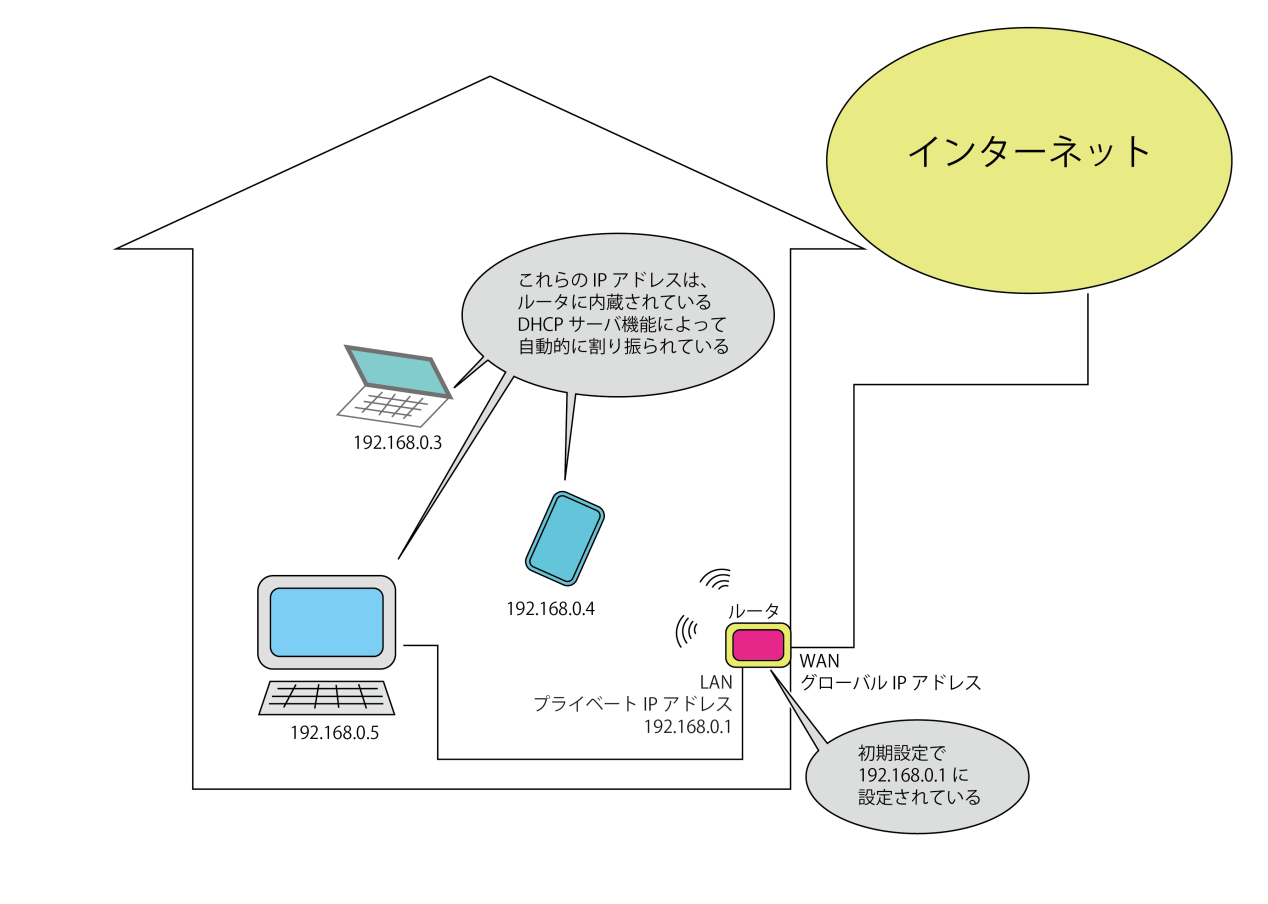 インターネット
これらの IP アドレスは、
ルータに内蔵されている
DHCP サーバ機能によって
自動的に割り振られている
192.168.0.3
192.168.0.4
ルータ
192.168.0.5
LAN
プライベート IP アドレス
192.168.0.1
WAN
グローバル IP アドレス
初期設定で
192.168.0.1 に
設定されている